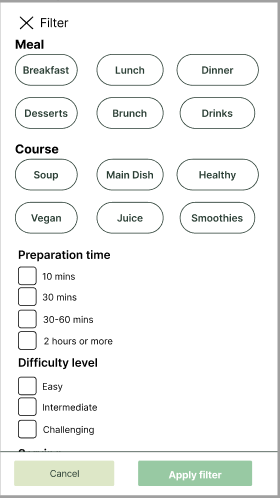 Filter
Meal
Breakfast Lunch Dinner
Desserts Brunch Drinks
Course
Soup Main Dish Healthy
Vegan Juice Smoothies
Preparation time
10 mins
30 mins
30-60 mins
2 hours or more
Difficulty level
Easy
Intermediate
Challenging
Cancel Apply filter